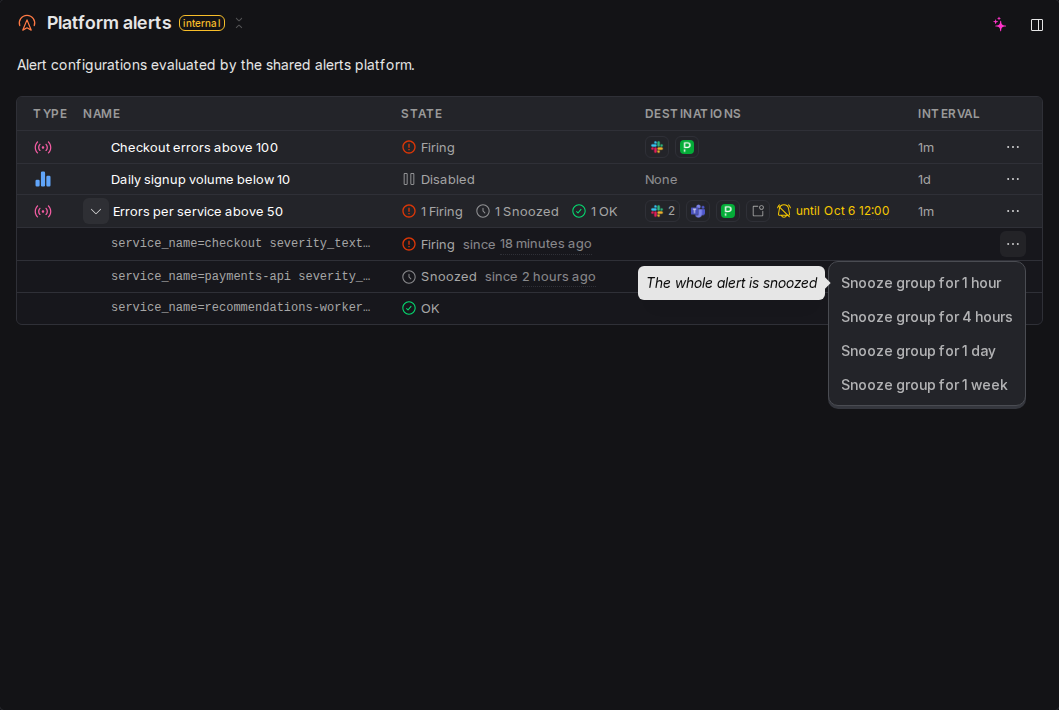 Platform alerts internal
Alert configurations evaluated by the shared alerts platform.
TYPE NAME STATE DESTINATIONS INTERVAL
Checkout errors above 100 Firing 1m
Daily signup volume below 10 Disabled None 1d
Errors per service above 50 1 Firing 1 Snoozed 1 OK 2 until Oct 6 12:00 1m
service_name=checkout severity_text… Firing since 18 minutes ago
service_name=payments-api severity_… Snoozed since 2 hours ago
The whole alert is snoozed
Snooze group for 1 hour
service_name=recommendations-worker… OK
Snooze group for 4 hours
Snooze group for 1 day
Snooze group for 1 week